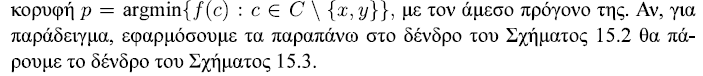 κορυφή p = argmin{f(c) : c ∈ C \ {x, y}}, με τον άμεσο πρόγονο της. Αν, για
παράδειγμα, εφαρμόσουμε τα παραπάνω στο δένδρο του Σχήματος 15.2 θα πά-
ρουμε το δένδρο του Σχήματος 15.3.